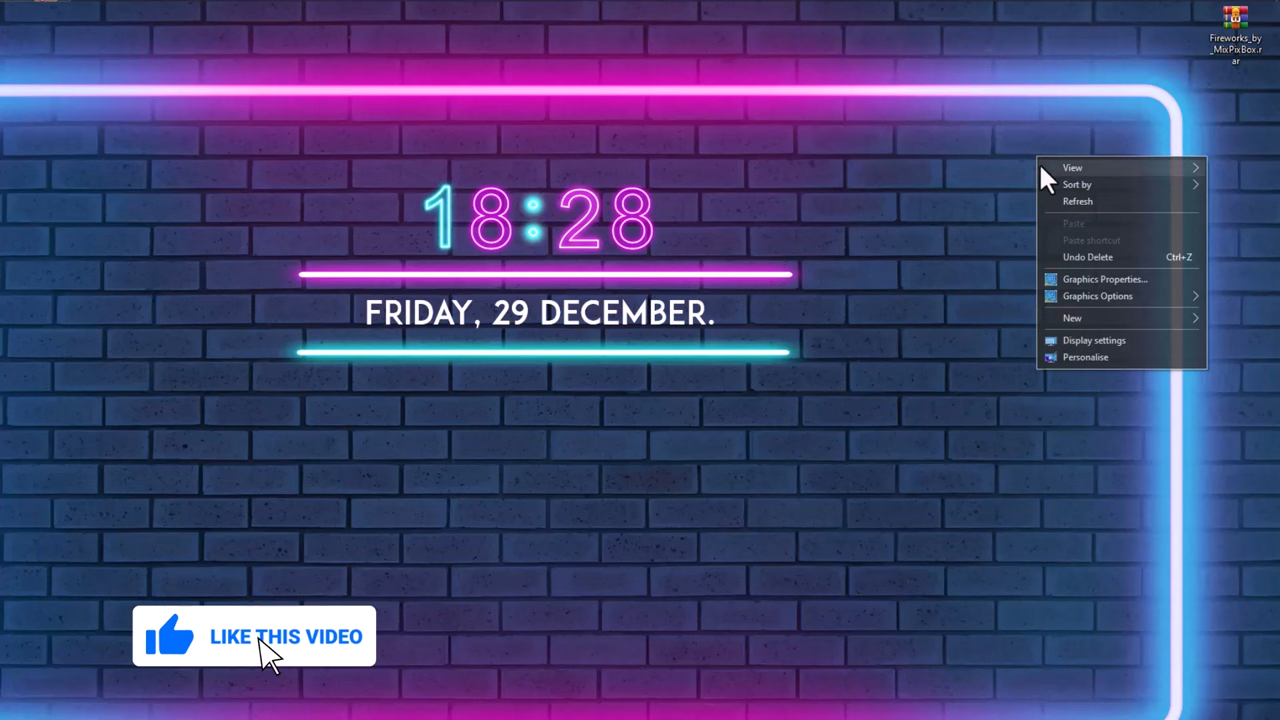 Fireworks_by
_MixPixBox.r
ar
View
Sort by
Refresh
Paste
Paste shortcut
Undo Delete Ctrl+Z
Graphics Properties...
Graphics Options
New
Display settings
Personalise
18:28
FRIDAY, 29 DECEMBER.
LIKE THIS VIDEO